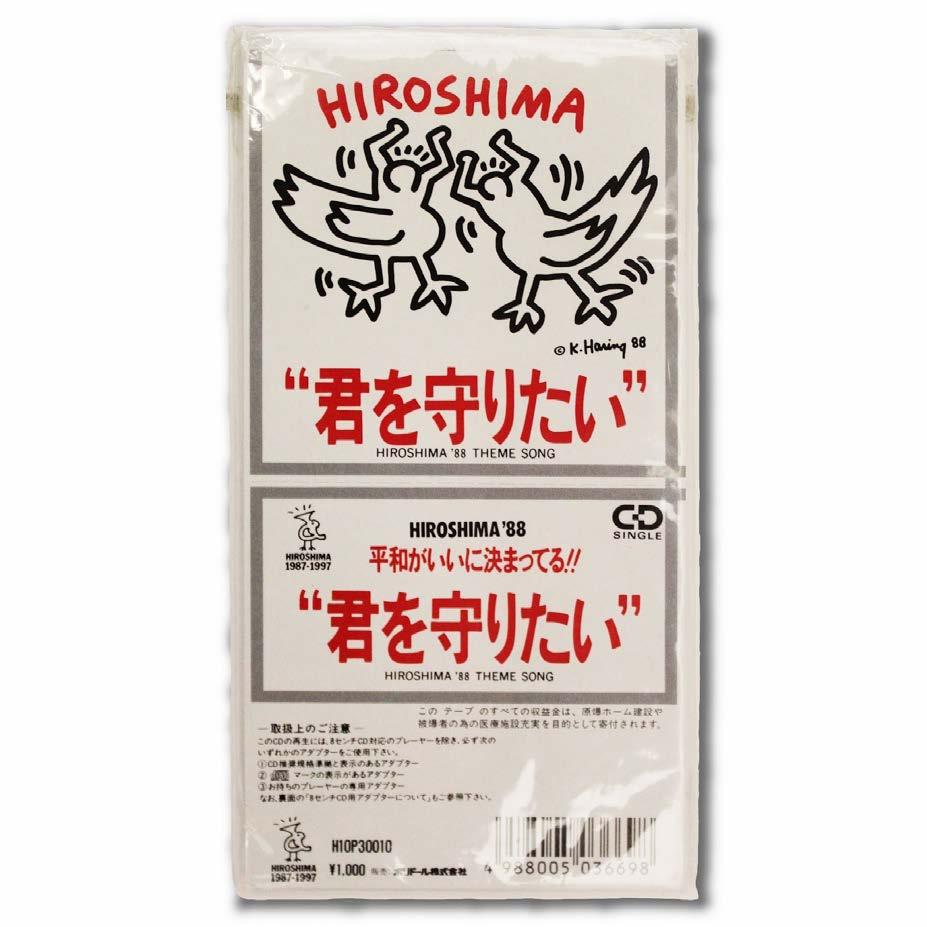 HIROSHIMA
© K. Haring 88
“君を守りたい”
HIROSHIMA '88 THEME SONG
HIROSHIMA
1987-1997
HIROSHIMA '88
平和がいいに決まってる!!
CD
SINGLE
“君を守りたい”
HIROSHIMA '88 THEME SONG
この テープ のすべての収益金は、原爆ホーム建設や
被爆者の為の医療施設充実を目的として寄付されます。
—取扱上のご注意—
このCDの再生には、8センチCD対応のプレーヤーを除き、必ず次の
いずれかのアダプターをご使用下さい。
①CD推奨規格準拠と表示のあるアダプター
② マークの表示があるアダプター
③お持ちのプレーヤーの専用アダプター
なお、裏面の「8センチCD用アダプターについて」もご参照下さい。
HIROSHIMA
1987-1997
H10P30010
¥1,000 販売:ポリドール株式会社
4 988005 036698